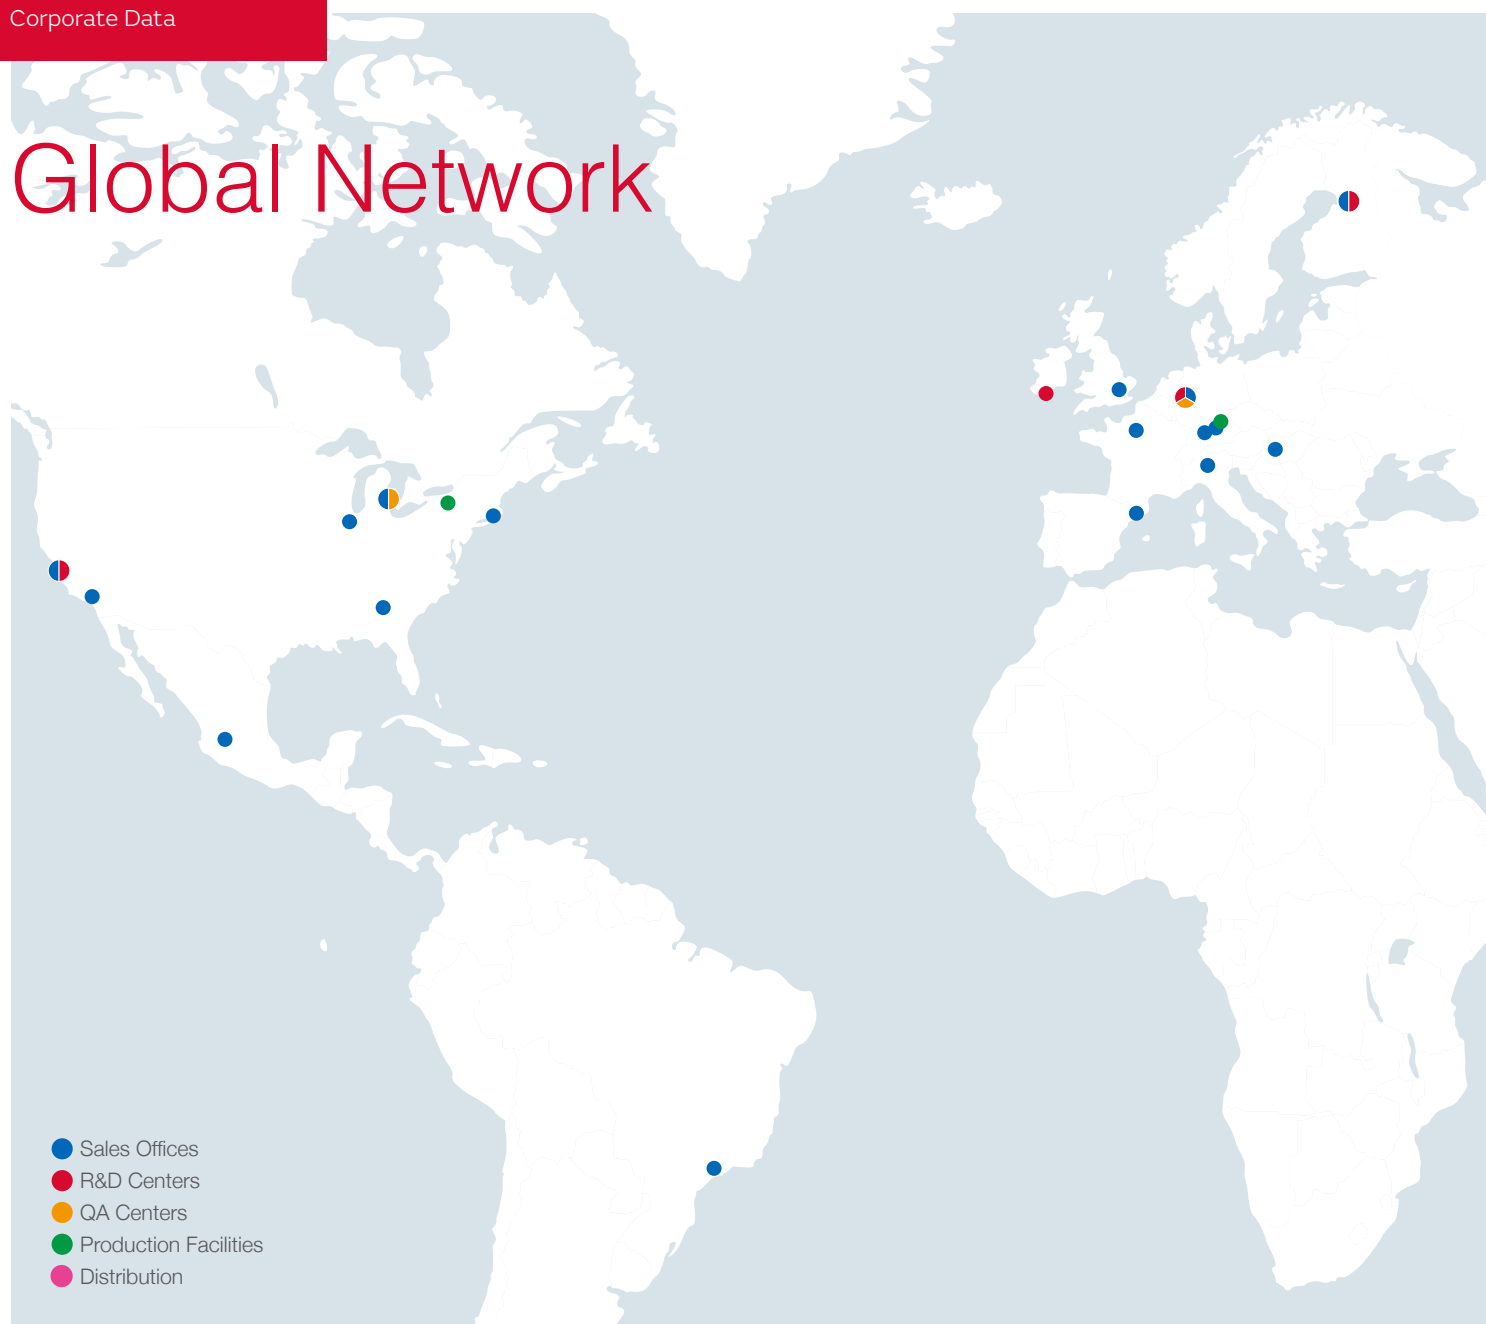 Corporate Data
Global Network
Sales Offices
R&D Centers
QA Centers
Production Facilities
Distribution